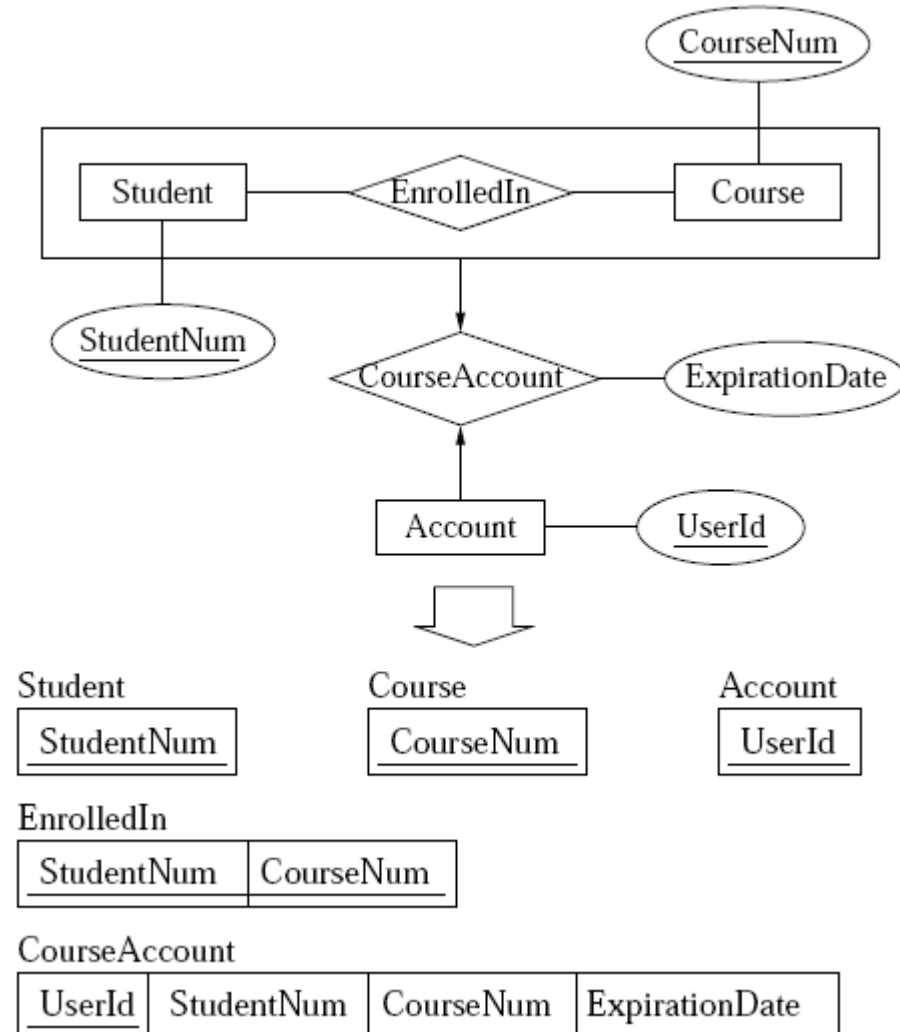 CourseNum
Student EnrolledIn Course
StudentNum
CourseAccount ExpirationDate
Account UserId
Student Course Account
StudentNum CourseNum UserId
EnrolledIn
StudentNum CourseNum
CourseAccount
UserId StudentNum CourseNum ExpirationDate